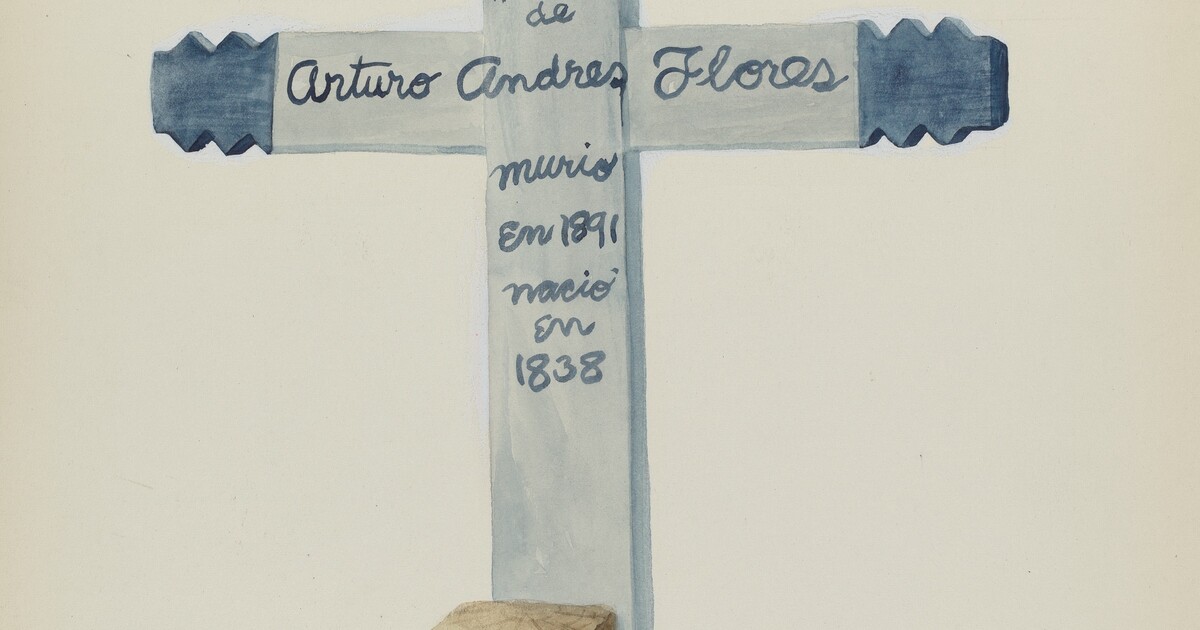 de
Arturo Andres Flores
murio
En 1891
nació
En
1838